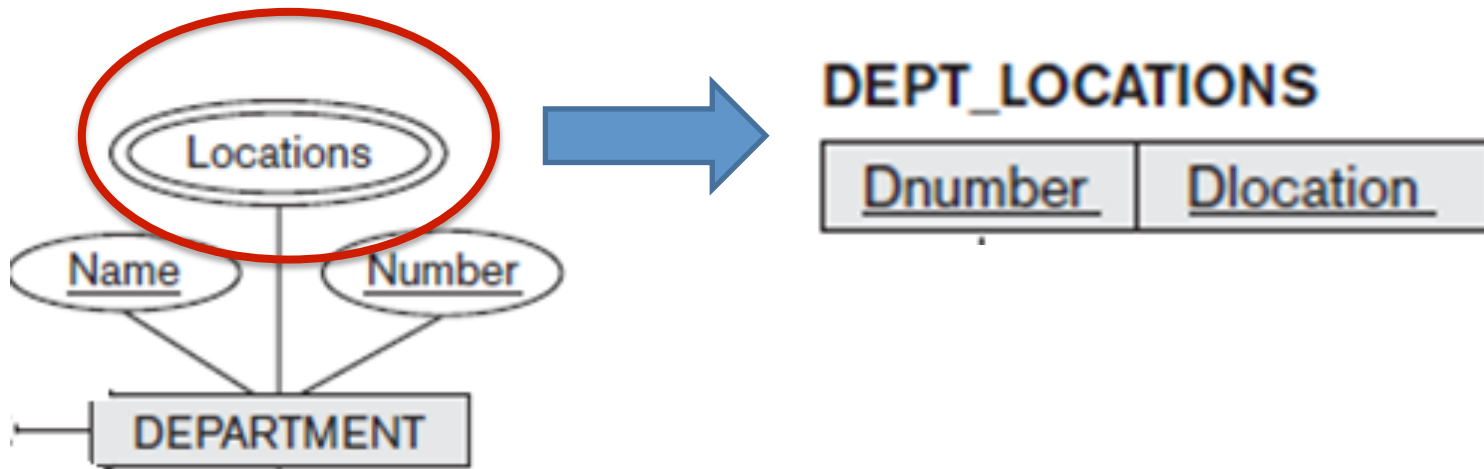 Locations
Name
Number
DEPARTMENT
DEPT_LOCATIONS
Dnumber
Dlocation